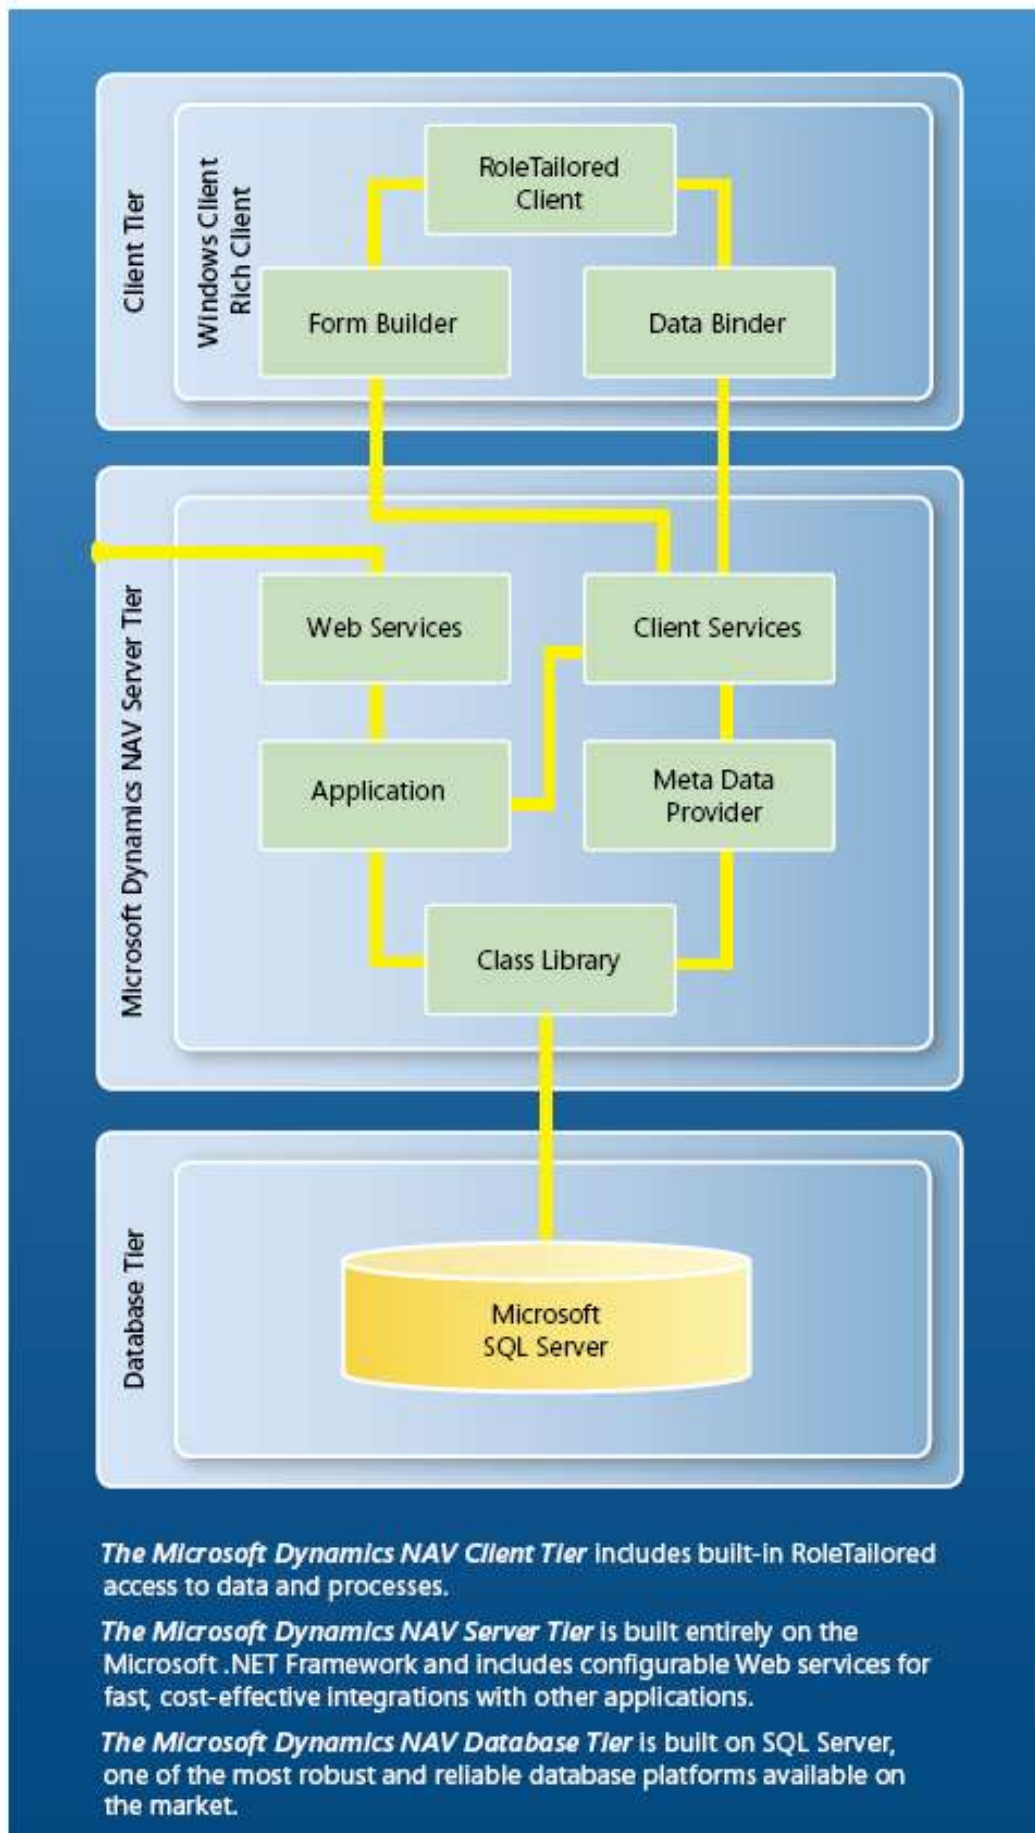 Client Tier
Windows Client
Rich Client
RoleTailored
Client
Form Builder
Data Binder
Microsoft Dynamics NAV Server Tier
Web Services
Client Services
Application
Meta Data
Provider
Class Library
Database Tier
Microsoft
SQL Server
The Microsoft Dynamics NAV Client Tier includes built-in RoleTailored
access to data and processes.
The Microsoft Dynamics NAV Server Tier is built entirely on the
Microsoft .NET Framework and includes configurable Web services for
fast, cost-effective integrations with other applications.
The Microsoft Dynamics NAV Database Tier is built on SQL Server,
one of the most robust and reliable database platforms available on
the market.